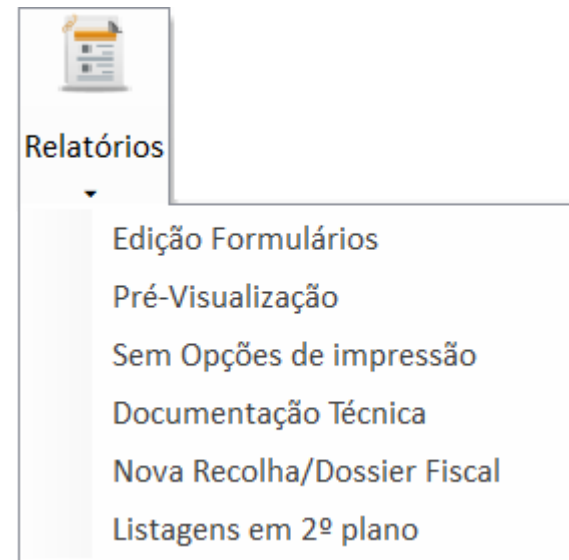 Relatórios
Edição Formulários
Pré-Visualização
Sem Opções de impressão
Documentação Técnica
Nova Recolha/Dossier Fiscal
Listagens em 2º plano